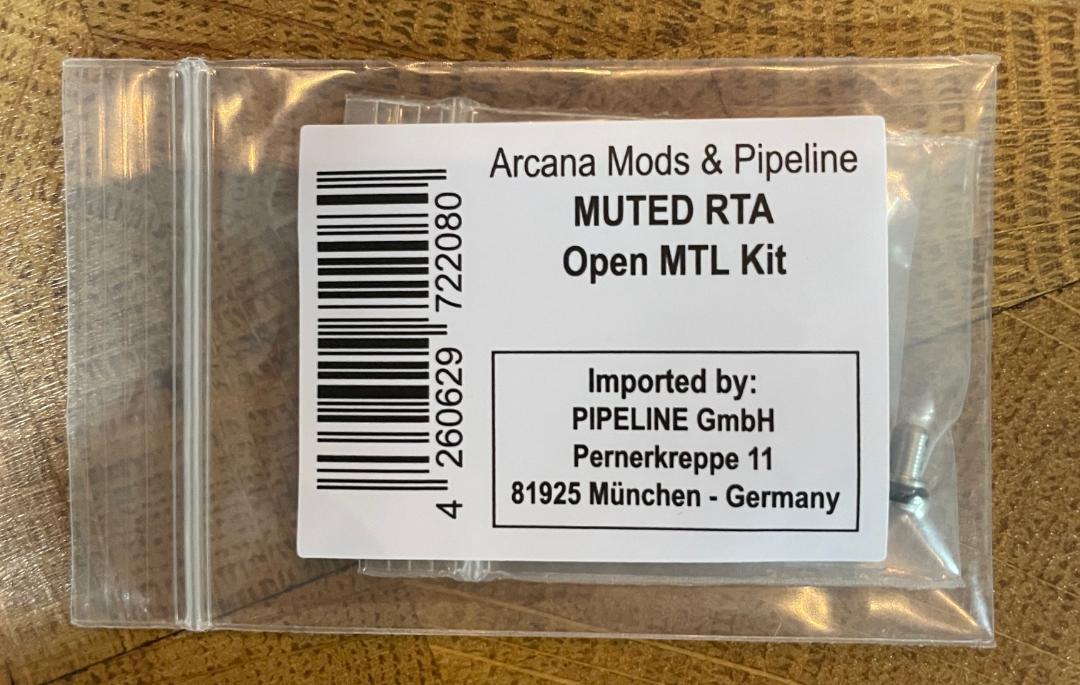 Arcana Mods & Pipeline
MUTED RTA
Open MTL Kit
Imported by:
PIPELINE GmbH
Pernerkreppe 11
81925 München - Germany
4 260629 722080